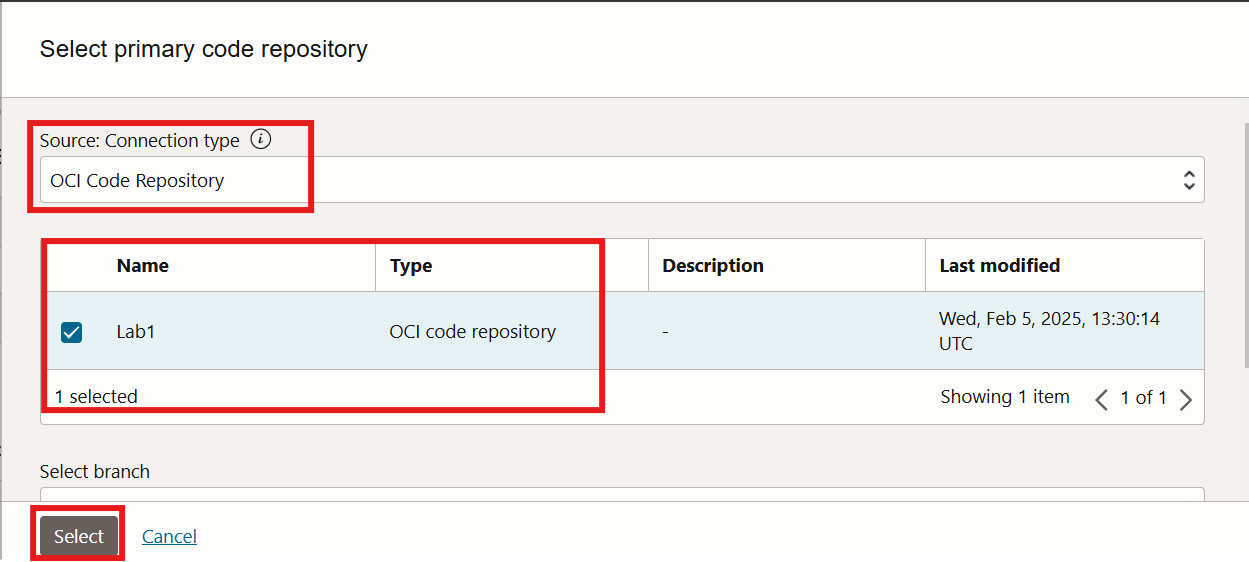 Select primary code repository
Source: Connection type
OCI Code Repository
Name Type Description Last modified
Lab1 OCI code repository - Wed, Feb 5, 2025, 13:30:14
UTC
1 selected Showing 1 item 1 of 1
Select branch
Select Cancel